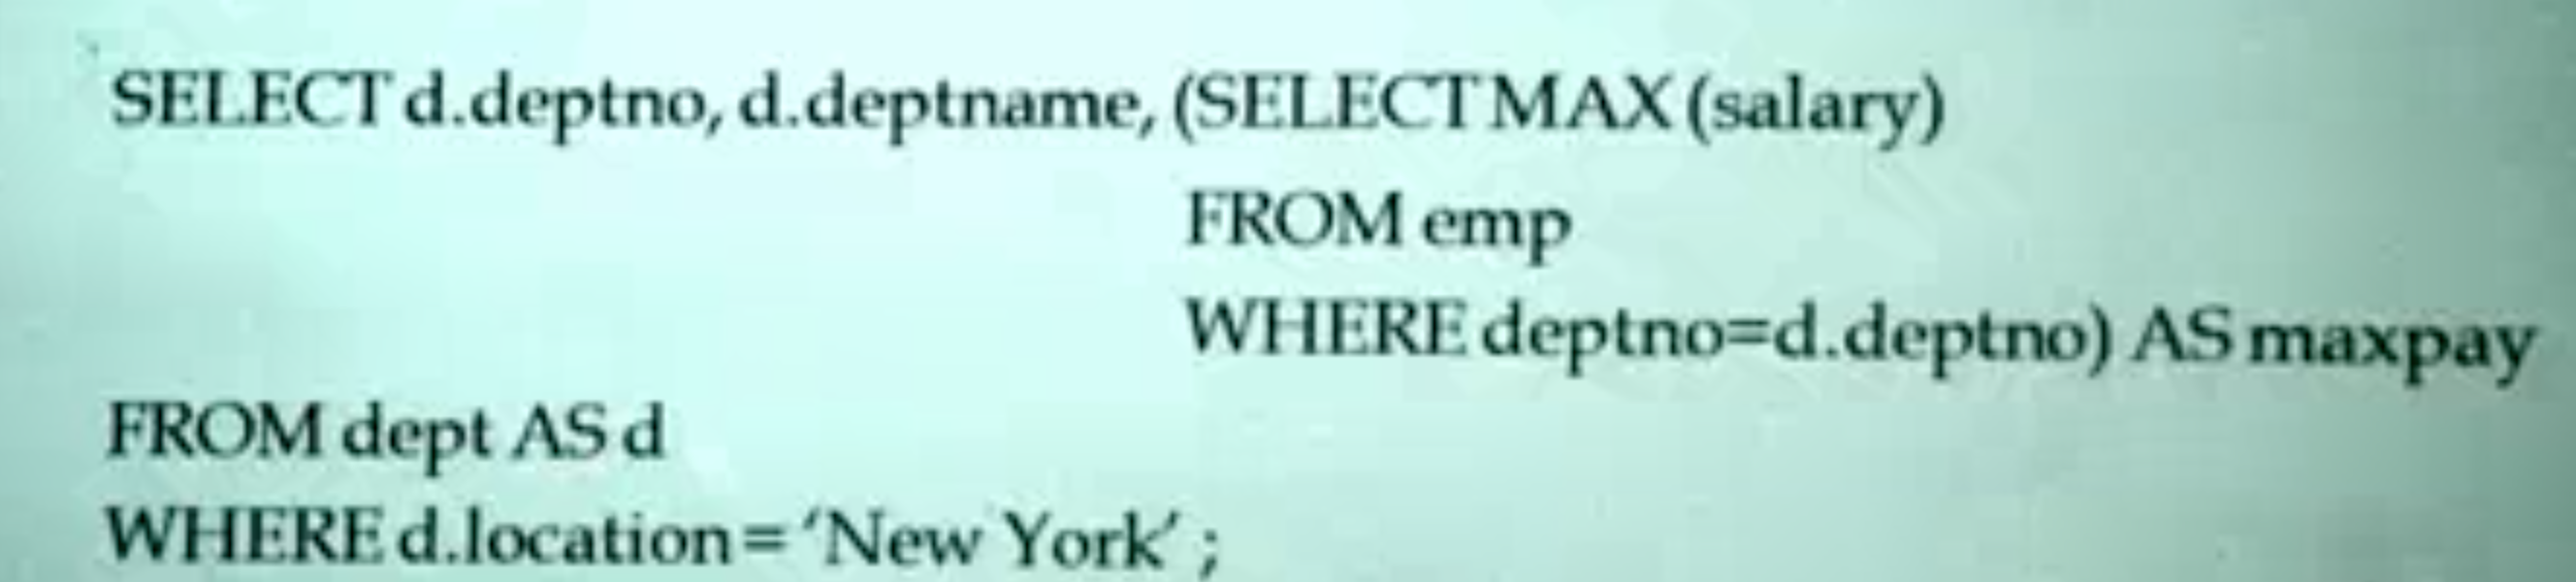 SELECT d.deptno, d.deptname, (SELECT MAX (salary)
FROM emp
WHERE deptno=d.deptno) AS maxpay
FROM dept AS d
WHERE d.location= ‘New York’ ;